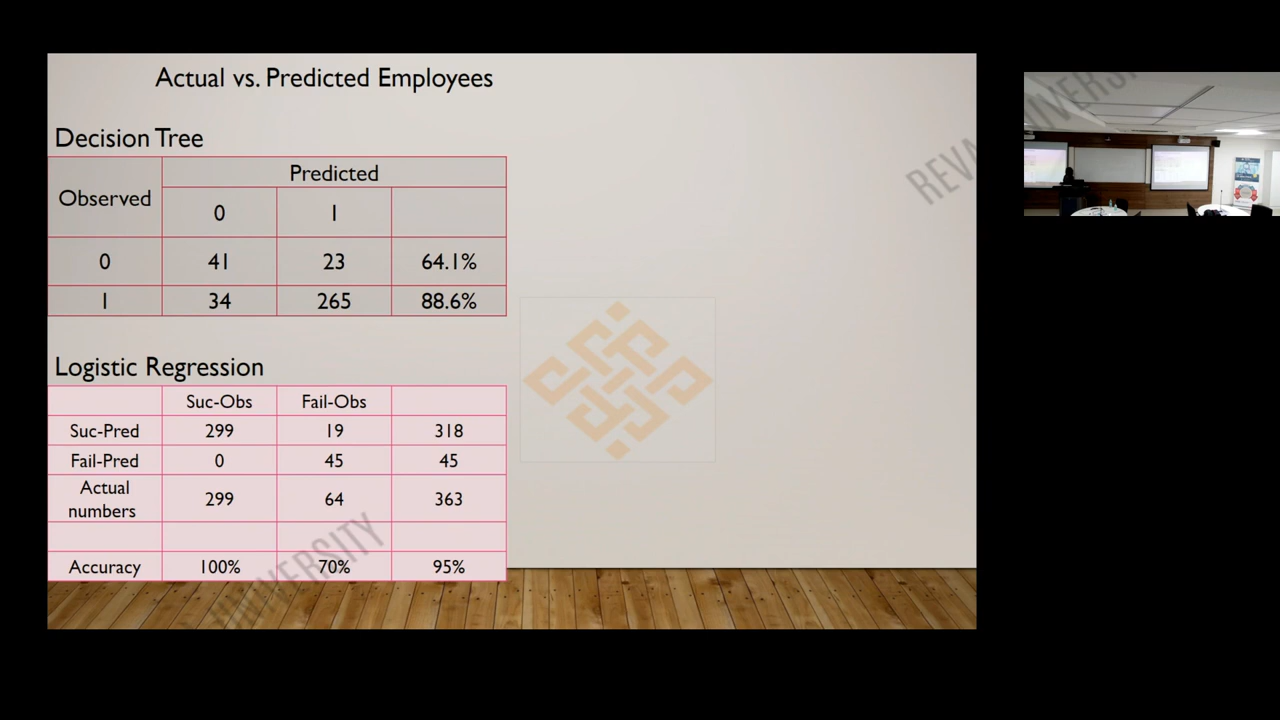 Actual vs. Predicted Employees
Decision Tree
Observed
Predicted
0 1
0 41 23 64.1%
1 34 265 88.6%
Logistic Regression
Suc-Obs Fail-Obs
Suc-Pred 299 19 318
Fail-Pred 0 45 45
Actual
numbers 299 64 363
Accuracy 100% 70% 95%
UNIVERSITY